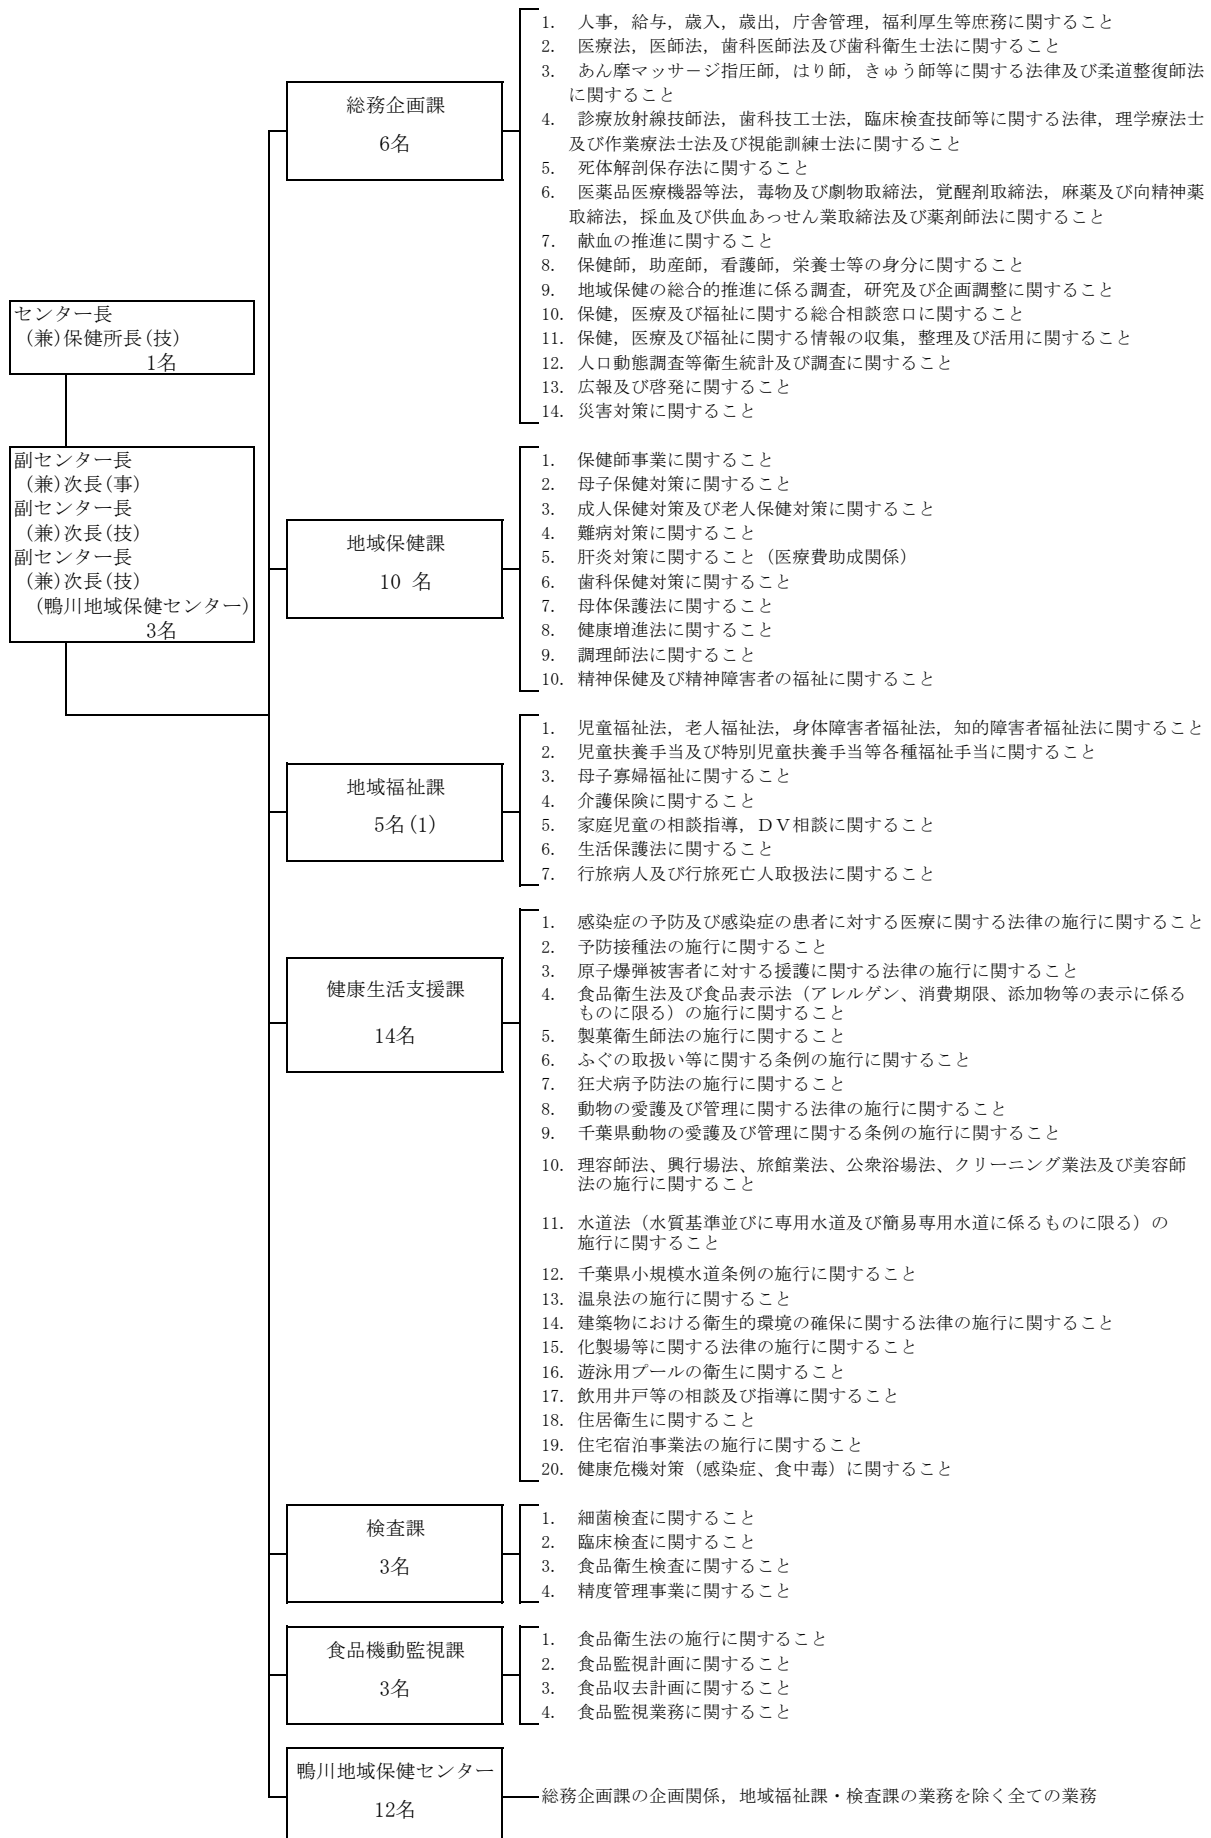 センター長
(兼)保健所長(技)
1名
副センター長
(兼)次長(事)
副センター長
(兼)次長(技)
副センター長
(兼)次長(技)
(鴨川地域保健センター)
3名
総務企画課
6名
1. 人事，給与，歳入，歳出，庁舎管理，福利厚生等庶務に関すること
2. 医療法，医師法，歯科医師法及び歯科衛生士法に関すること
3. あん摩マッサージ指圧師，はり師，きゅう師等に関する法律及び柔道整復師法
に関すること
4. 診療放射線技師法，歯科技工士法，臨床検査技師等に関する法律，理学療法士
及び作業療法士法及び視能訓練士法に関すること
5. 死体解剖保存法に関すること
6. 医薬品医療機器等法，毒物及び劇物取締法，覚醒剤取締法，麻薬及び向精神薬
取締法，採血及び供血あっせん業取締法及び薬剤師法に関すること
7. 献血の推進に関すること
8. 保健師，助産師，看護師，栄養士等の身分に関すること
9. 地域保健の総合的推進に係る調査，研究及び企画調整に関すること
10. 保健，医療及び福祉に関する総合相談窓口に関すること
11. 保健，医療及び福祉に関する情報の収集，整理及び活用に関すること
12. 人口動態調査等衛生統計及び調査に関すること
13. 広報及び啓発に関すること
14. 災害対策に関すること
地域保健課
10 名
1. 保健師事業に関すること
2. 母子保健対策に関すること
3. 成人保健対策及び老人保健対策に関すること
4. 難病対策に関すること
5. 肝炎対策に関すること（医療費助成関係）
6. 歯科保健対策に関すること
7. 母体保護法に関すること
8. 健康増進法に関すること
9. 調理師法に関すること
10. 精神保健及び精神障害者の福祉に関すること
地域福祉課
5名(1)
1. 児童福祉法，老人福祉法，身体障害者福祉法，知的障害者福祉法に関すること
2. 児童扶養手当及び特別児童扶養手当等各種福祉手当に関すること
3. 母子寡婦福祉に関すること
4. 介護保険に関すること
5. 家庭児童の相談指導，ＤＶ相談に関すること
6. 生活保護法に関すること
7. 行旅病人及び行旅死亡人取扱法に関すること
健康生活支援課
14名
1. 感染症の予防及び感染症の患者に対する医療に関する法律の施行に関すること
2. 予防接種法の施行に関すること
3. 原子爆弾被害者に対する援護に関する法律の施行に関すること
4. 食品衛生法及び食品表示法（アレルゲン、消費期限、添加物等の表示に係る
ものに限る）の施行に関すること
5. 製菓衛生師法の施行に関すること
6. ふぐの取扱い等に関する条例の施行に関すること
7. 狂犬病予防法の施行に関すること
8. 動物の愛護及び管理に関する法律の施行に関すること
9. 千葉県動物の愛護及び管理に関する条例の施行に関すること
10. 理容師法、興行場法、旅館業法、公衆浴場法、クリーニング業法及び美容師
法の施行に関すること
11. 水道法（水質基準並びに専用水道及び簡易専用水道に係るものに限る）の
施行に関すること
12. 千葉県小規模水道条例の施行に関すること
13. 温泉法の施行に関すること
14. 建築物における衛生的環境の確保に関する法律の施行に関すること
15. 化製場等に関する法律の施行に関すること
16. 遊泳用プールの衛生に関すること
17. 飲用井戸等の相談及び指導に関すること
18. 住居衛生に関すること
19. 住宅宿泊事業法の施行に関すること
20. 健康危機対策（感染症、食中毒）に関すること
検査課
3名
1. 細菌検査に関すること
2. 臨床検査に関すること
3. 食品衛生検査に関すること
4. 精度管理事業に関すること
食品機動監視課
3名
1. 食品衛生法の施行に関すること
2. 食品監視計画に関すること
3. 食品収去計画に関すること
4. 食品監視業務に関すること
鴨川地域保健センター
12名
総務企画課の企画関係，地域福祉課・検査課の業務を除く全ての業務